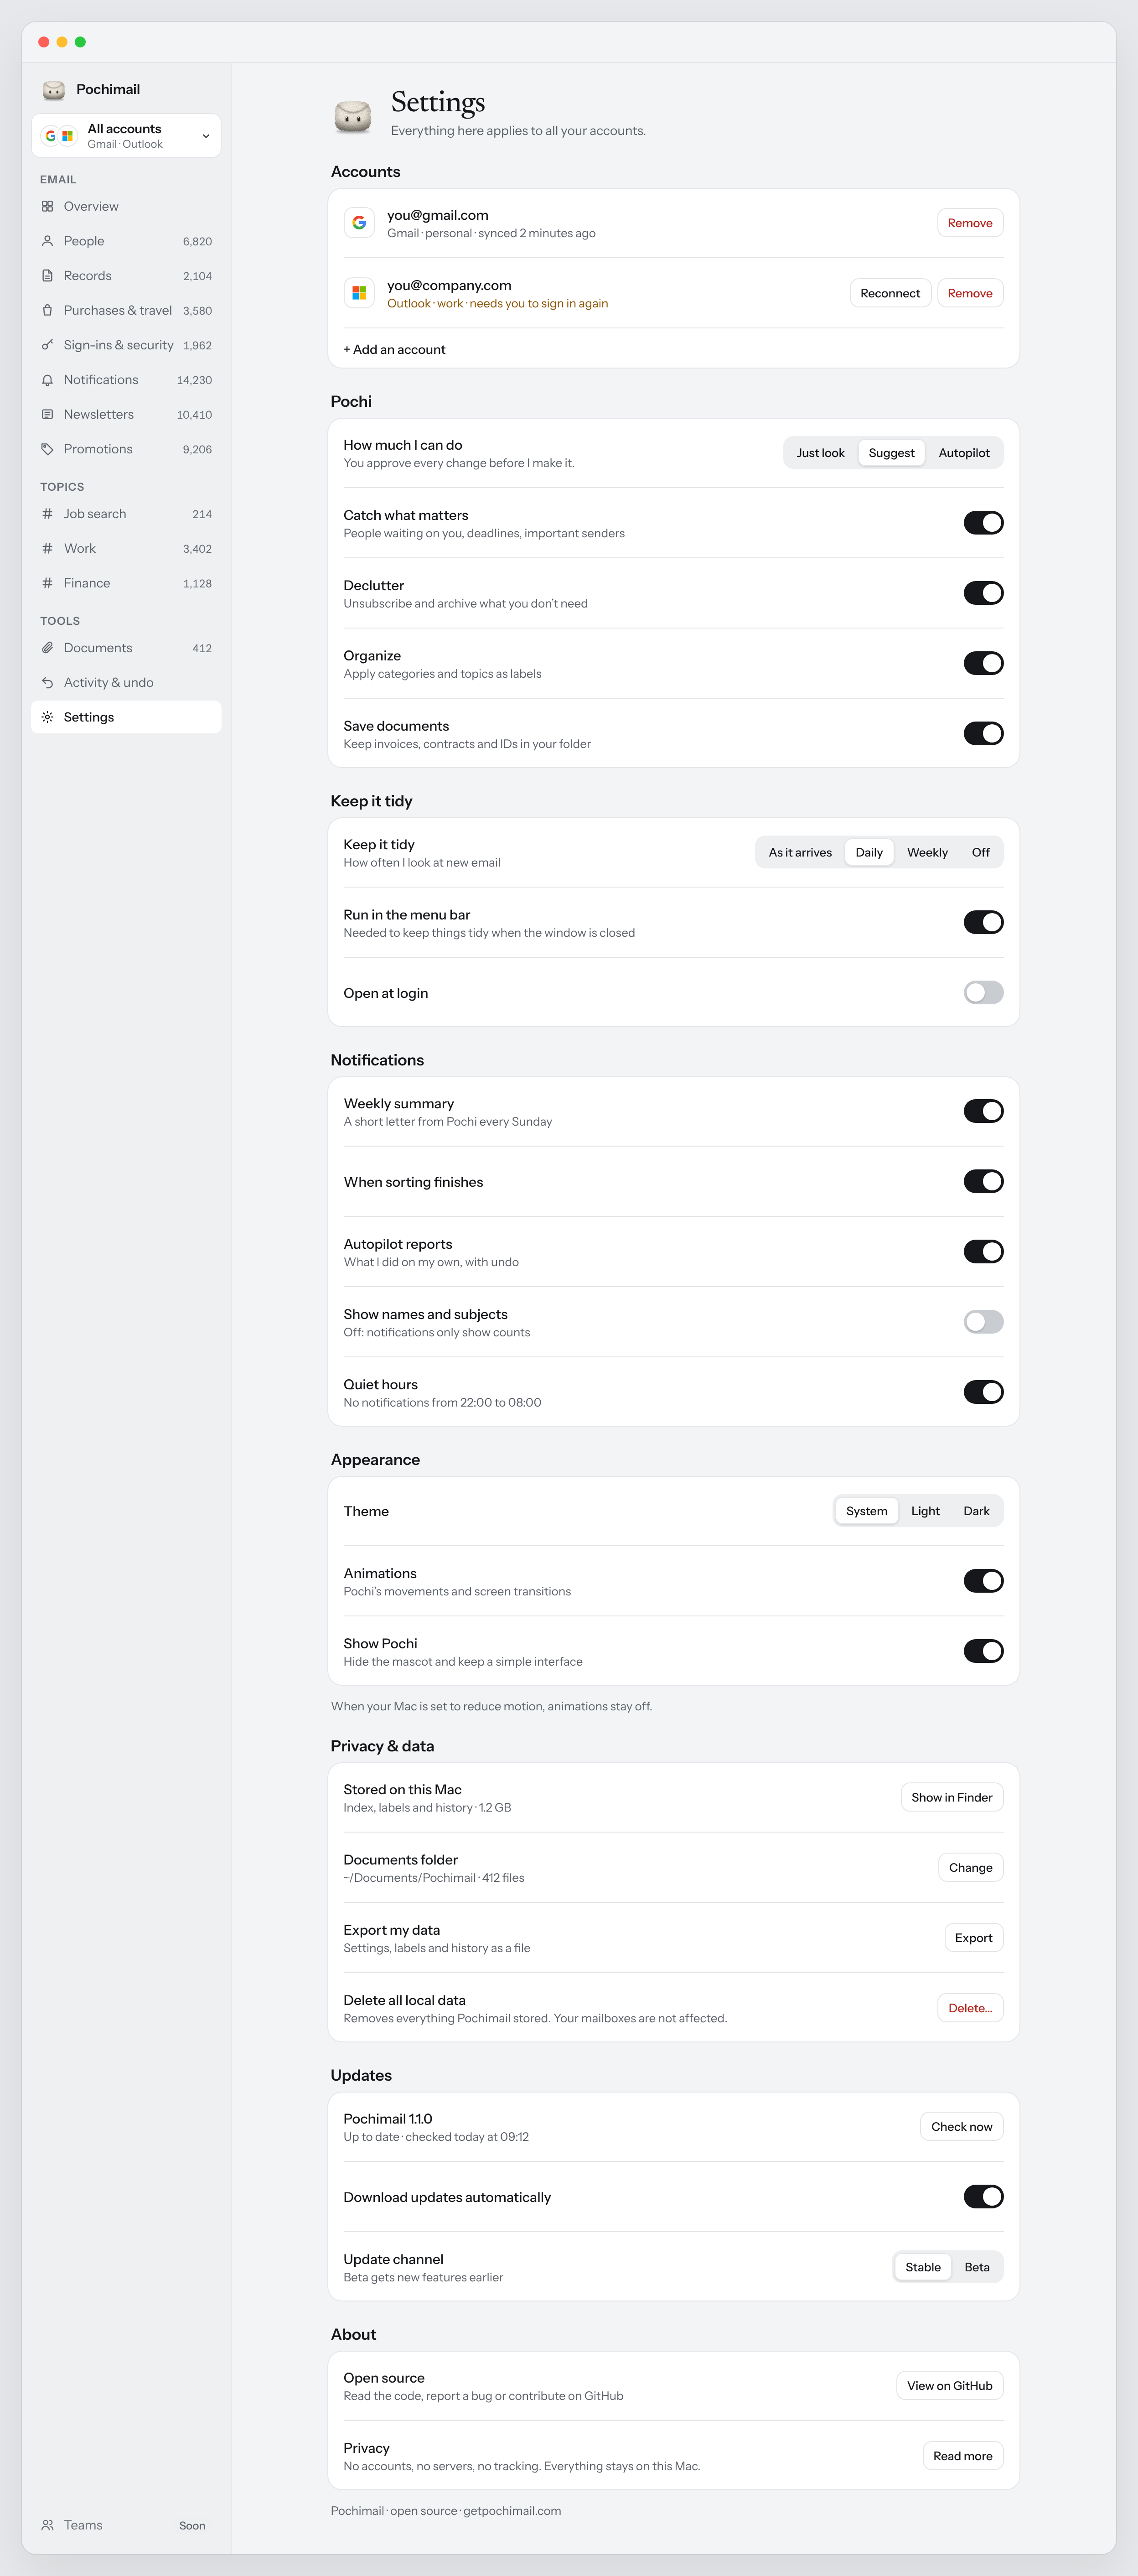 Pochimail
All accounts
Gmail · Outlook
EMAIL
Overview
People 6,820
Records 2,104
Purchases & travel 3,580
Sign-ins & security 1,962
Notifications 14,230
Newsletters 10,410
Promotions 9,206
TOPICS
Job search 214
Work 3,402
Finance 1,128
TOOLS
Documents 412
Activity & undo
Settings
Teams Soon
Settings
Everything here applies to all your accounts.
Accounts
you@gmail.com
Gmail · personal · synced 2 minutes ago
Remove
you@company.com
Outlook · work · needs you to sign in again
Reconnect Remove
+ Add an account
Pochi
How much I can do
You approve every change before I make it.
Just look Suggest Autopilot
Catch what matters
People waiting on you, deadlines, important senders
Declutter
Unsubscribe and archive what you don't need
Organize
Apply categories and topics as labels
Save documents
Keep invoices, contracts and IDs in your folder
Keep it tidy
Keep it tidy
How often I look at new email
As it arrives Daily Weekly Off
Run in the menu bar
Needed to keep things tidy when the window is closed
Open at login
Notifications
Weekly summary
A short letter from Pochi every Sunday
When sorting finishes
Autopilot reports
What I did on my own, with undo
Show names and subjects
Off: notifications only show counts
Quiet hours
No notifications from 22:00 to 08:00
Appearance
Theme
System Light Dark
Animations
Pochi's movements and screen transitions
Show Pochi
Hide the mascot and keep a simple interface
When your Mac is set to reduce motion, animations stay off.
Privacy & data
Stored on this Mac
Index, labels and history · 1.2 GB
Show in Finder
Documents folder
~/Documents/Pochimail · 412 files
Change
Export my data
Settings, labels and history as a file
Export
Delete all local data
Removes everything Pochimail stored. Your mailboxes are not affected.
Delete…
Updates
Pochimail 1.1.0
Up to date · checked today at 09:12
Check now
Download updates automatically
Update channel
Beta gets new features earlier
Stable Beta
About
Open source
Read the code, report a bug or contribute on GitHub
View on GitHub
Privacy
No accounts, no servers, no tracking. Everything stays on this Mac.
Read more
Pochimail · open source · getpochimail.com